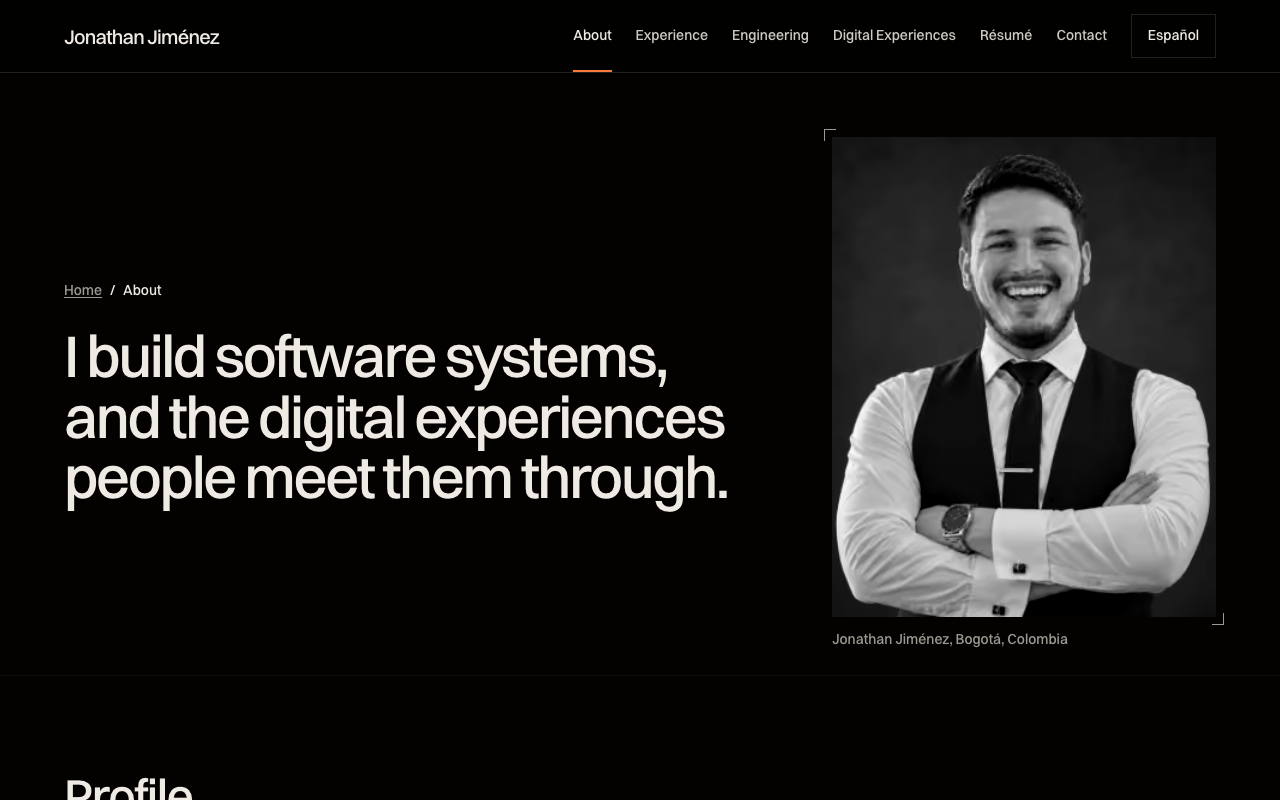 Jonathan Jiménez
About
Experience
Engineering
Digital Experiences
Résumé
Contact
Español
Home / About
I build software systems,
and the digital experiences
people meet them through.
Jonathan Jiménez, Bogotá, Colombia
Profile